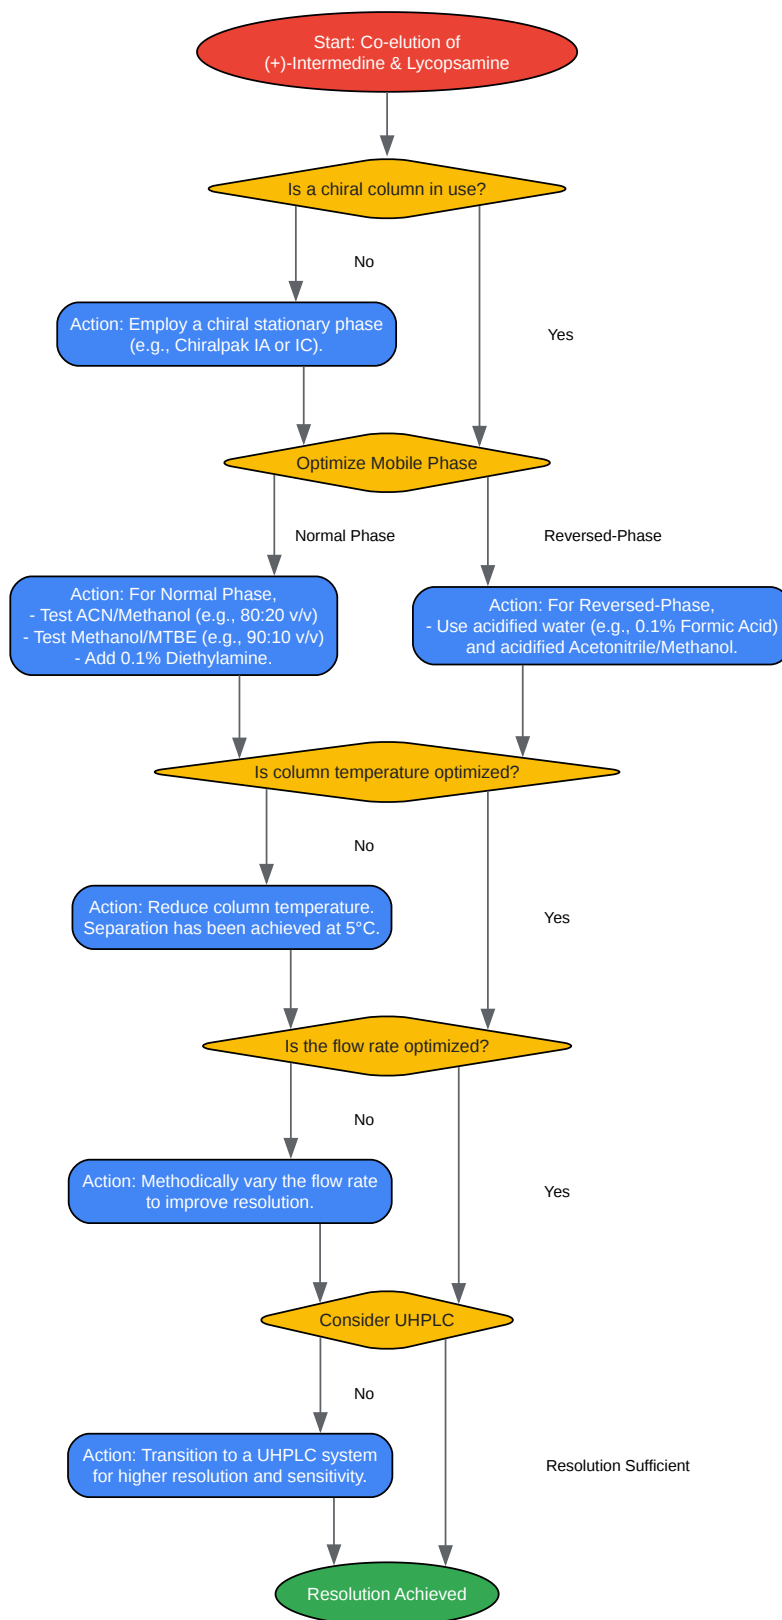 Start: Co-elution of
(+)-Intermedine & Lycopsamine
Is a chiral column in use?
No
Action: Employ a chiral stationary phase
(e.g., Chiralpak IA or IC).
Yes
Optimize Mobile Phase
Normal Phase
Reversed-Phase
Action: For Normal Phase,
- Test ACN/Methanol (e.g., 80:20 v/v)
- Test Methanol/MTBE (e.g., 90:10 v/v)
- Add 0.1% Diethylamine.
Action: For Reversed-Phase,
- Use acidified water (e.g., 0.1% Formic Acid)
and acidified Acetonitrile/Methanol.
Is column temperature optimized?
No
Action: Reduce column temperature.
Separation has been achieved at 5°C.
Yes
Is the flow rate optimized?
No
Action: Methodically vary the flow rate
to improve resolution.
Yes
Consider UHPLC
No
Action: Transition to a UHPLC system
for higher resolution and sensitivity.
Resolution Sufficient
Resolution Achieved